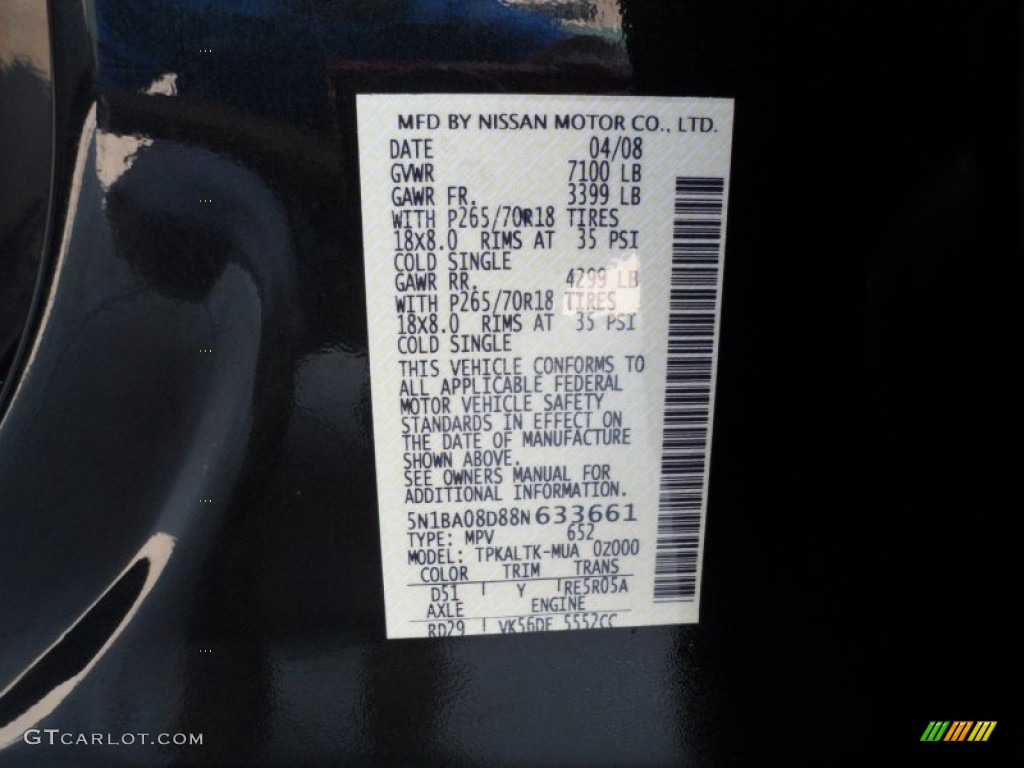 MFD BY NISSAN MOTOR CO., LTD.
DATE 04/08
GVWR 7100 LB
GAWR FR. 3399 LB
WITH P265/70R18 TIRES
18X8.0 RIMS AT 35 PSI
COLD SINGLE
GAWR RR. 4299 LB
WITH P265/70R18 TIRES
18X8.0 RIMS AT 35 PSI
COLD SINGLE
THIS VEHICLE CONFORMS TO
ALL APPLICABLE FEDERAL
MOTOR VEHICLE SAFETY
STANDARDS IN EFFECT ON
THE DATE OF MANUFACTURE
SHOWN ABOVE.
SEE OWNERS MANUAL FOR
ADDITIONAL INFORMATION.
5N1BA08D88N633661
TYPE: MPV 652
MODEL: TPKALTK-MUA 0Z000
COLOR TRIM TRANS
D51 Y RE5R05A
AXLE ENGINE
RD29 VK56DE 5552CC
GTCARLOT.COM